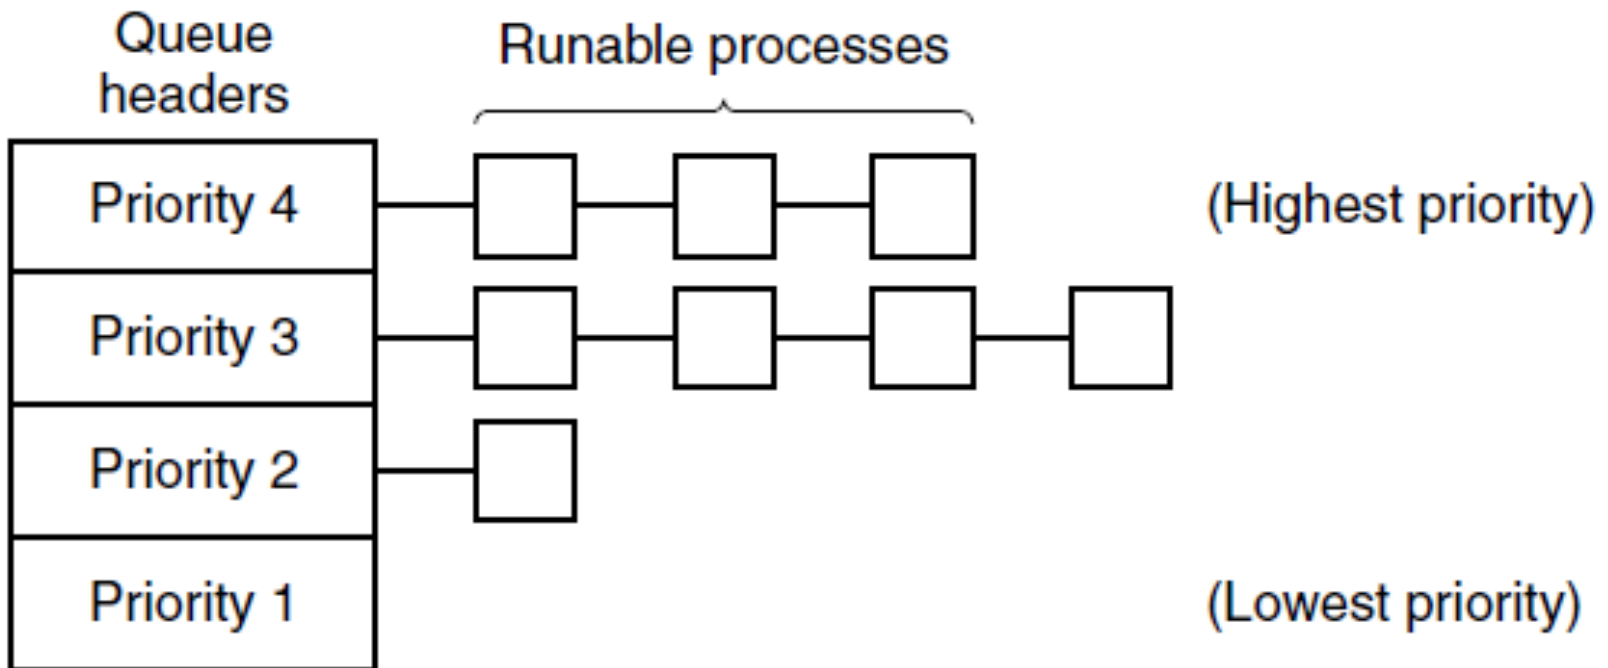 Queue
headers
Runable processes
Priority 4
(Highest priority)
Priority 3
Priority 2
Priority 1
(Lowest priority)